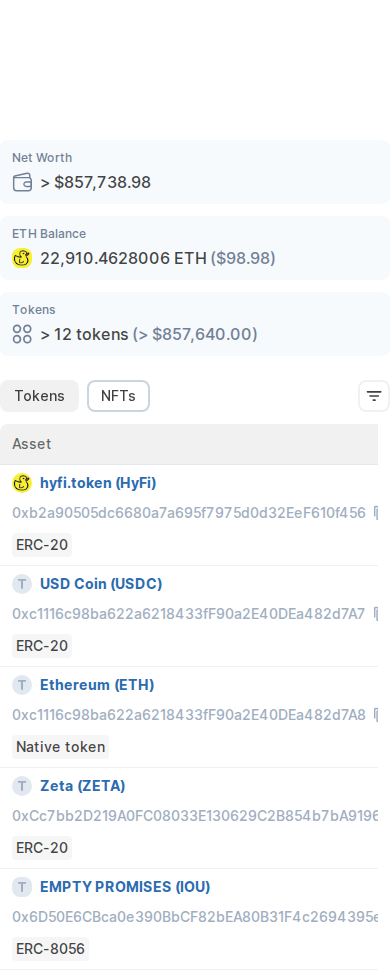 Net Worth
> $857,738.98
ETH Balance
22,910.4628006 ETH ($98.98)
Tokens
> 12 tokens (> $857,640.00)
Tokens NFTs
Asset
hyfi.token (HyFi)
0xb2a90505dc6680a7a695f7975d0d32EeF610f456
ERC-20
T USD Coin (USDC)
0xc1116c98ba622a6218433fF90a2E40DEa482d7A7
ERC-20
T Ethereum (ETH)
0xc1116c98ba622a6218433fF90a2E40DEa482d7A8
Native token
T Zeta (ZETA)
0xCc7bb2D219A0FC08033E130629C2B854b7bA9196
ERC-20
T EMPTY PROMISES (IOU)
0x6D50E6CBca0e390BbCF82bEA80B31F4c2694395e
ERC-8056